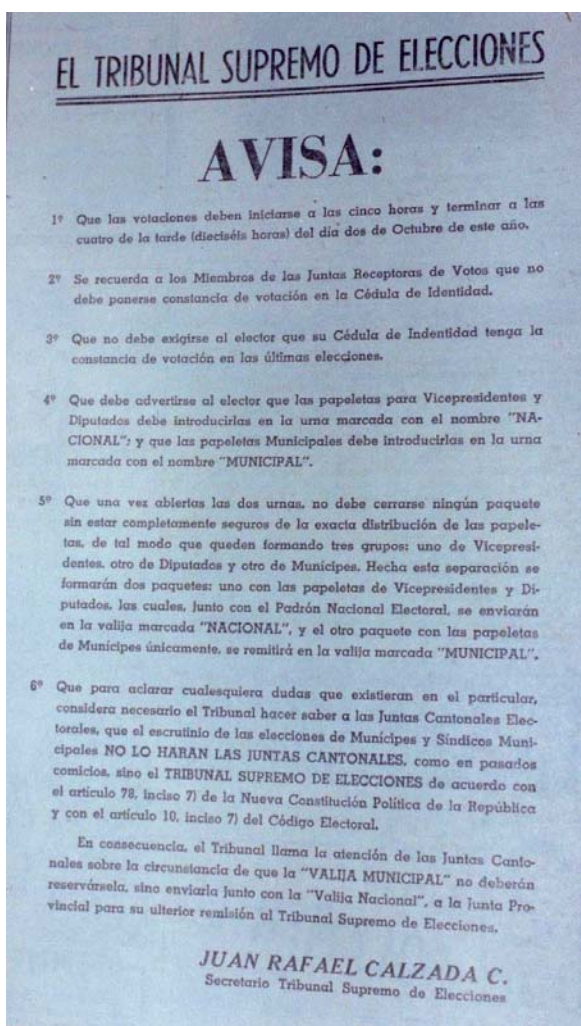 EL TRIBUNAL SUPREMO DE ELECCIONES
AVISA:
1º Que las votaciones deben iniciarse a las cinco horas y terminar a las
cuatro de la tarde (dieciséis horas) del día dos de Octubre de este año.
2º Se recuerda a los Miembros de las Juntas Receptoras de Votos que no
debe ponerse constancia de votación en la Cédula de Identidad.
3º Que no debe exigirse al elector que su Cédula de Indentidad tenga la
constancia de votación en las últimas elecciones.
4º Que debe advertirse al elector que las papeletas para Vicepresidentes y
Diputados debe introducirlas en la urna marcada con el nombre "NA-
CIONAL"; y que las papeletas Municipales debe introducirlas en la urna
marcada con el nombre "MUNICIPAL".
5º Que una vez abiertas las dos urnas, no debe cerrarse ningún paquete
sin estar completamente seguros de la exacta distribución de las papele-
tas, de tal modo que queden formando tres grupos: uno de Vicepresi-
dentes, otro de Diputados y otro de Munícipes. Hecha esta separación se
formarán dos paquetes: uno con las papeletas de Vicepresidentes y Di-
putados, las cuales, junto con el Padrón Nacional Electoral, se enviarán
en la valija marcada "NACIONAL", y el otro paquete con las papeletas
de Munícipes únicamente, se remitirá en la valija marcada "MUNICIPAL".
6º Que para aclarar cualesquiera dudas que existieran en el particular,
considera necesario el Tribunal hacer saber a las Juntas Cantonales Elec-
torales, que el escrutinio de las elecciones de Munícipes y Síndicos Muni-
cipales NO LO HARAN LAS JUNTAS CANTONALES, como en pasados
comicios, sino el TRIBUNAL SUPREMO DE ELECCIONES de acuerdo con
el artículo 78, inciso 7) de la Nueva Constitución Política de la República
y con el artículo 10, inciso 7) del Código Electoral.
En consecuencia, el Tribunal llama la atención de las Juntas Canto-
nales sobre la circunstancia de que la "VALIJA MUNICIPAL" no deberán
reservársela, sino enviarla junto con la "Valija Nacional", a la Junta Pro-
vincial para su ulterior remisión al Tribunal Supremo de Elecciones.
JUAN RAFAEL CALZADA C.
Secretario Tribunal Supremo de Elecciones